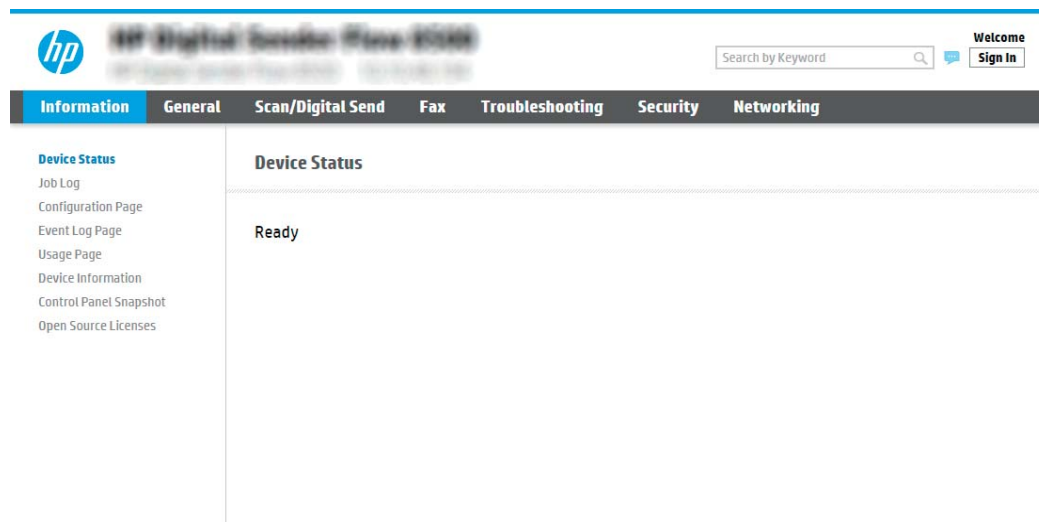 hp
Welcome
Search by Keyword
Sign In
Information General Scan/Digital Send Fax Troubleshooting Security Networking
Device Status
Job Log
Configuration Page
Event Log Page
Usage Page
Device Information
Control Panel Snapshot
Open Source Licenses
Device Status
Ready